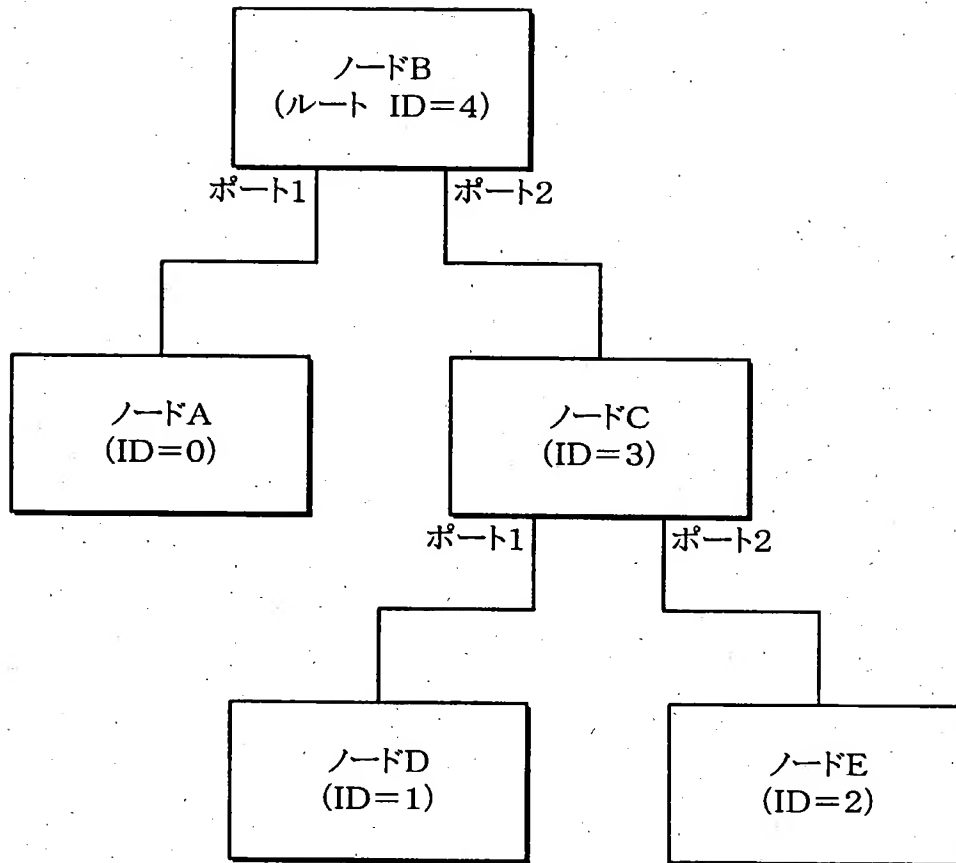 ノードB
(ルート ID=4)
ポート1
ポート2
ノードA
(ID=0)
ノードC
(ID=3)
ポート1
ポート2
ノードD
(ID=1)
ノードE
(ID=2)